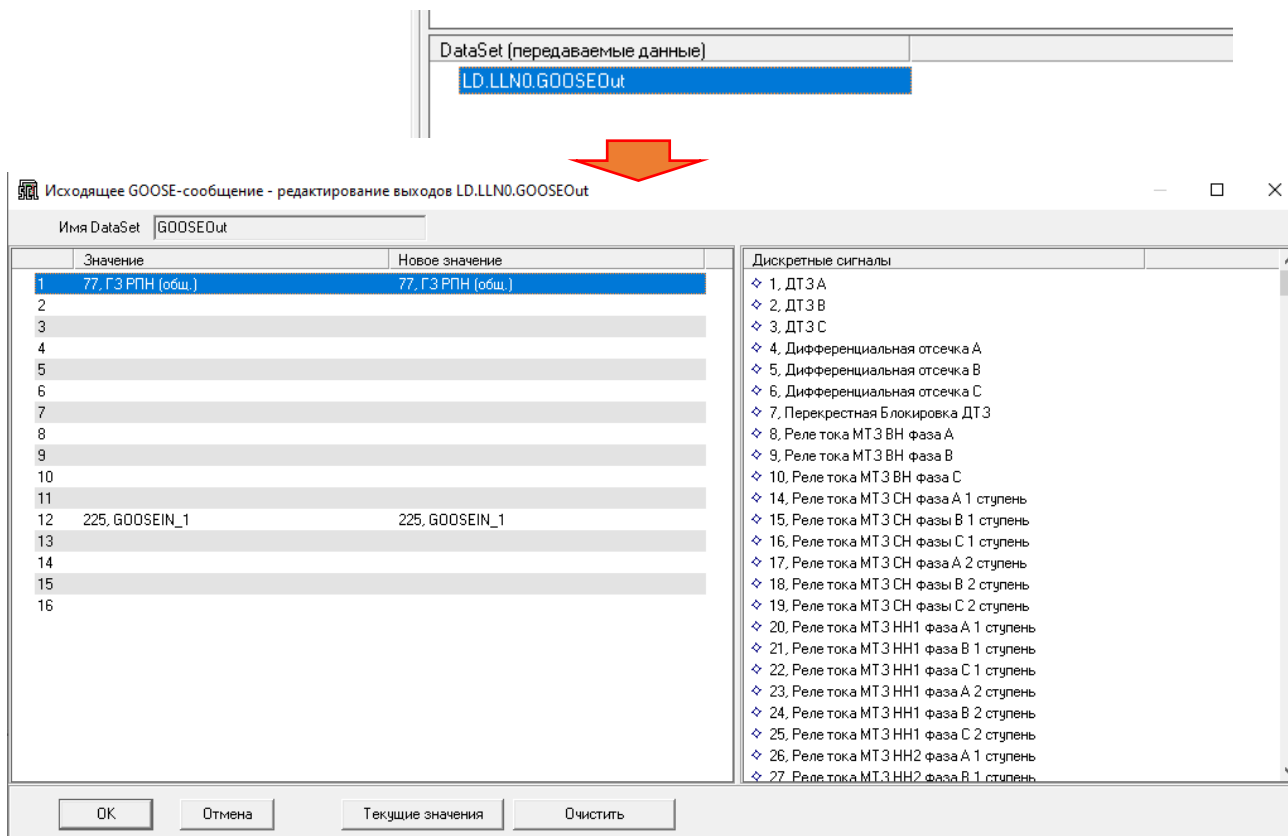 DataSet (передаваемые данные)
LD.LLN0.GOOSEOut
Исходящее GOOSE-сообщение - редактирование выходов LD.LLN0.GOOSEOut
Имя DataSet GOOSEOut
Значение Новое значение
1 77, ГЗ РПН (общ.) 77, ГЗ РПН (общ.)
2
3
4
5
6
7
8
9
10
11
12 225, GOOSEIN_1 225, GOOSEIN_1
13
14
15
16
Дискретные сигналы
1, ДТЗ A
2, ДТЗ B
3, ДТЗ C
4, Дифференциальная отсечка A
5, Дифференциальная отсечка B
6, Дифференциальная отсечка C
7, Перекрестная Блокировка ДТЗ
8, Реле тока МТЗ ВН фаза A
9, Реле тока МТЗ ВН фаза B
10, Реле тока МТЗ ВН фаза C
14, Реле тока МТЗ СН фаза A 1 ступень
15, Реле тока МТЗ СН фазы B 1 ступень
16, Реле тока МТЗ СН фазы C 1 ступень
17, Реле тока МТЗ СН фаза A 2 ступень
18, Реле тока МТЗ СН фазы B 2 ступень
19, Реле тока МТЗ СН фазы C 2 ступень
20, Реле тока МТЗ НН1 фаза A 1 ступень
21, Реле тока МТЗ НН1 фаза B 1 ступень
22, Реле тока МТЗ НН1 фаза C 1 ступень
23, Реле тока МТЗ НН1 фаза A 2 ступень
24, Реле тока МТЗ НН1 фаза B 2 ступень
25, Реле тока МТЗ НН1 фаза C 2 ступень
26, Реле тока МТЗ НН2 фаза A 1 ступень
27, Реле тока МТЗ НН2 фаза B 1 ступень
OK Отмена Текущие значения Очистить